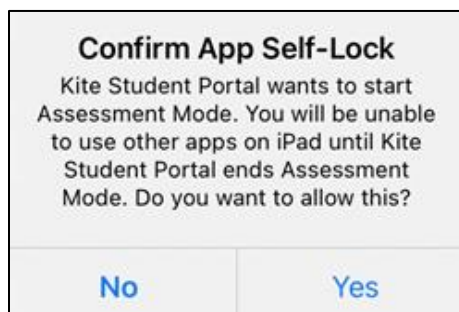 Confirm App Self-Lock
Kite Student Portal wants to start
Assessment Mode. You will be unable
to use other apps on iPad until Kite
Student Portal ends Assessment
Mode. Do you want to allow this?
No
Yes